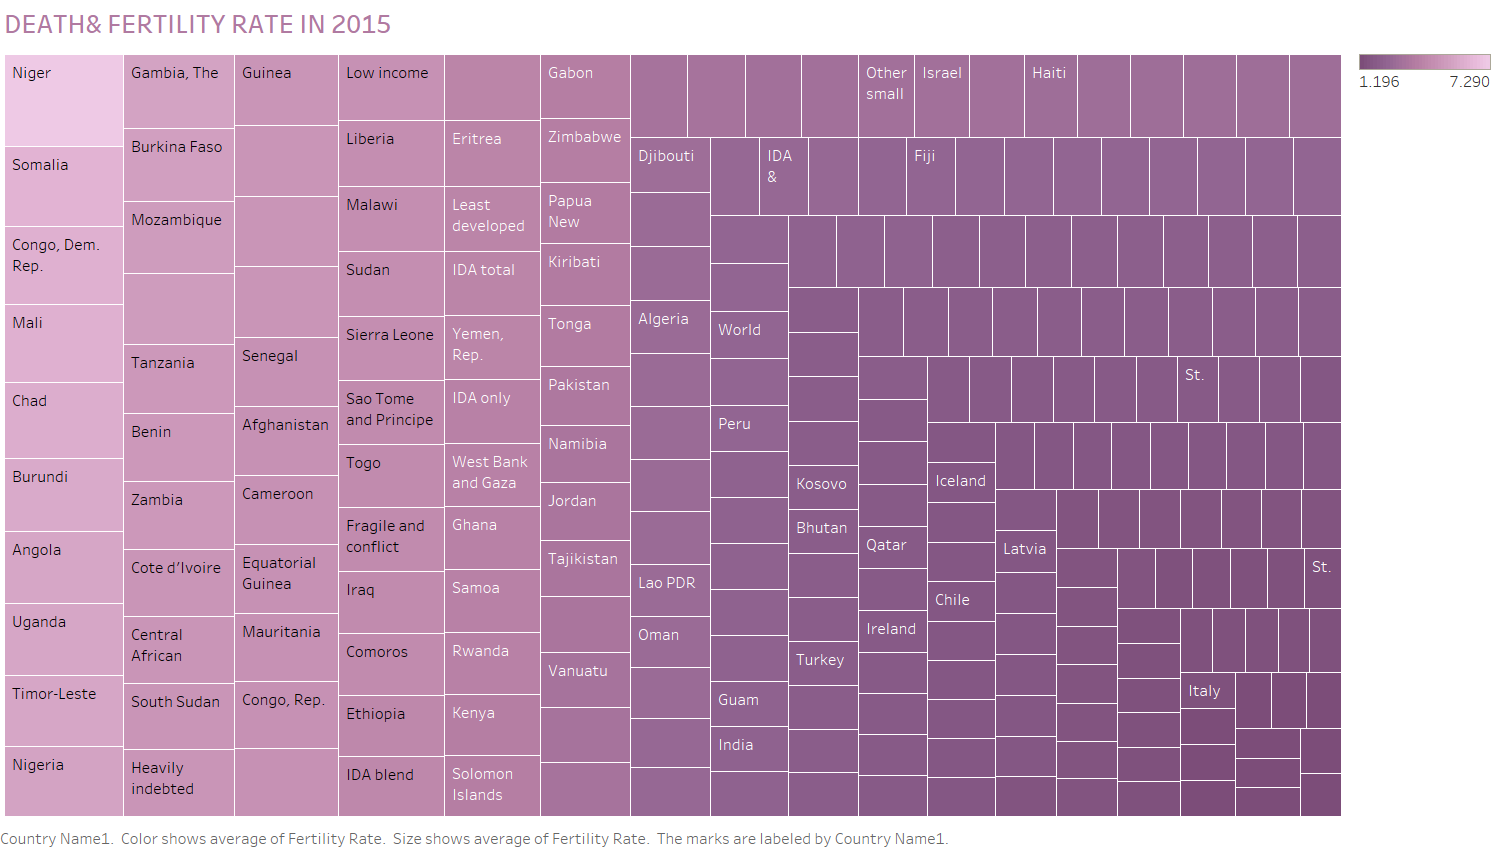 DEATH& FERTILITY RATE IN 2015
1.196
7.290
Niger
Somalia
Congo, Dem.
Rep.
Mali
Chad
Burundi
Angola
Uganda
Timor-Leste
Nigeria
Gambia, The
Burkina Faso
Mozambique
Tanzania
Benin
Zambia
Cote d'Ivoire
Central
African
South Sudan
Heavily
indebted
Guinea
Senegal
Afghanistan
Cameroon
Equatorial
Guinea
Mauritania
Congo, Rep.
Low income
Liberia
Malawi
Sudan
Sierra Leone
Sao Tome
and Principe
Togo
Fragile and
conflict
Iraq
Comoros
Ethiopia
IDA blend
Eritrea
Least
developed
IDA total
Yemen,
Rep.
IDA only
West Bank
and Gaza
Ghana
Samoa
Rwanda
Kenya
Solomon
Islands
Gabon
Zimbabwe
Papua
New
Kiribati
Tonga
Pakistan
Namibia
Jordan
Tajikistan
Vanuatu
Djibouti
Algeria
Lao PDR
Oman
IDA
&
World
Peru
Guam
India
Kosovo
Bhutan
Turkey
Other
small
Israel
Haiti
Fiji
Qatar
Ireland
Iceland
Chile
Latvia
St.
St.
Italy
Country Name1.  Color shows average of Fertility Rate.  Size shows average of Fertility Rate.  The marks are labeled by Country Name1.